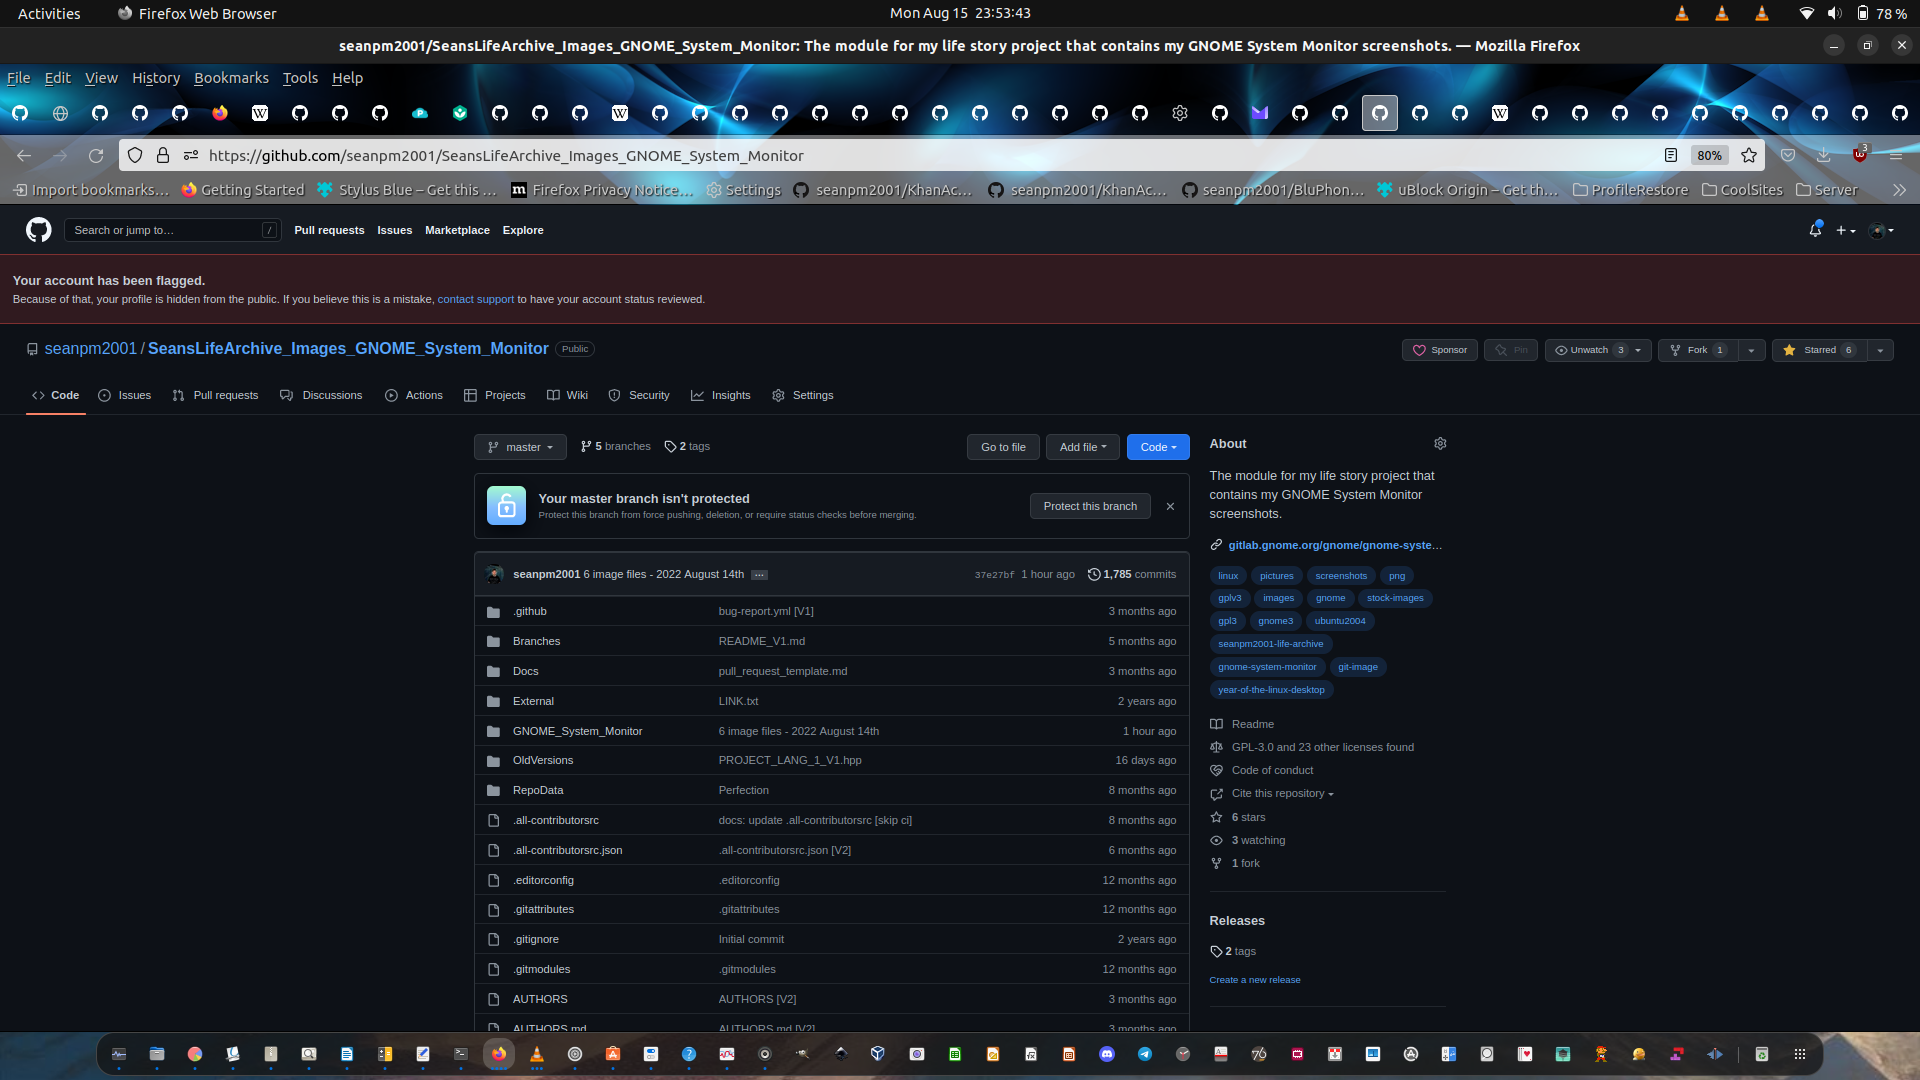 Activities
Firefox Web Browser
Mon Aug 15 23:53:43
78 %
seanpm2001/SeansLifeArchive_Images_GNOME_System_Monitor: The module for my life story project that contains my GNOME System Monitor screenshots. — Mozilla Firefox
File Edit View History Bookmarks Tools Help
https://github.com/seanpm2001/SeansLifeArchive_Images_GNOME_System_Monitor
80%
3
Import bookmarks…
Getting Started
Stylus Blue – Get this …
Firefox Privacy Notice…
Settings
seanpm2001/KhanAc…
seanpm2001/KhanAc…
seanpm2001/BluPhon…
uBlock Origin – Get th…
ProfileRestore
CoolSites
Server
Search or jump to…
/
Pull requests Issues Marketplace Explore
Your account has been flagged.
Because of that, your profile is hidden from the public. If you believe this is a mistake, contact support to have your account status reviewed.
seanpm2001 / SeansLifeArchive_Images_GNOME_System_Monitor Public
Sponsor
Pin
Unwatch 3
Fork 1
Starred 6
Code Issues Pull requests Discussions Actions Projects Wiki Security Insights Settings
master
5 branches
2 tags
Go to file
Add file
Code
Your master branch isn't protected
Protect this branch from force pushing, deletion, or require status checks before merging.
Protect this branch
seanpm2001 6 image files - 2022 August 14th …
37e27bf 1 hour ago
1,785 commits
.github bug-report.yml [V1] 3 months ago
Branches README_V1.md 5 months ago
Docs pull_request_template.md 3 months ago
External LINK.txt 2 years ago
GNOME_System_Monitor 6 image files - 2022 August 14th 1 hour ago
OldVersions PROJECT_LANG_1_V1.hpp 16 days ago
RepoData Perfection 8 months ago
.all-contributorsrc docs: update .all-contributorsrc [skip ci] 8 months ago
.all-contributorsrc.json .all-contributorsrc.json [V2] 6 months ago
.editorconfig .editorconfig 12 months ago
.gitattributes .gitattributes 12 months ago
.gitignore Initial commit 2 years ago
.gitmodules .gitmodules 12 months ago
AUTHORS AUTHORS [V2] 3 months ago
AUTHORS.md AUTHORS.md [V2] 3 months ago
About
The module for my life story project that
contains my GNOME System Monitor
screenshots.
gitlab.gnome.org/gnome/gnome-syste…
linux pictures screenshots png
gplv3 images gnome stock-images
gpl3 gnome3 ubuntu2004
seanpm2001-life-archive
gnome-system-monitor git-image
year-of-the-linux-desktop
Readme
GPL-3.0 and 23 other licenses found
Code of conduct
Cite this repository
6 stars
3 watching
1 fork
Releases
2 tags
Create a new release